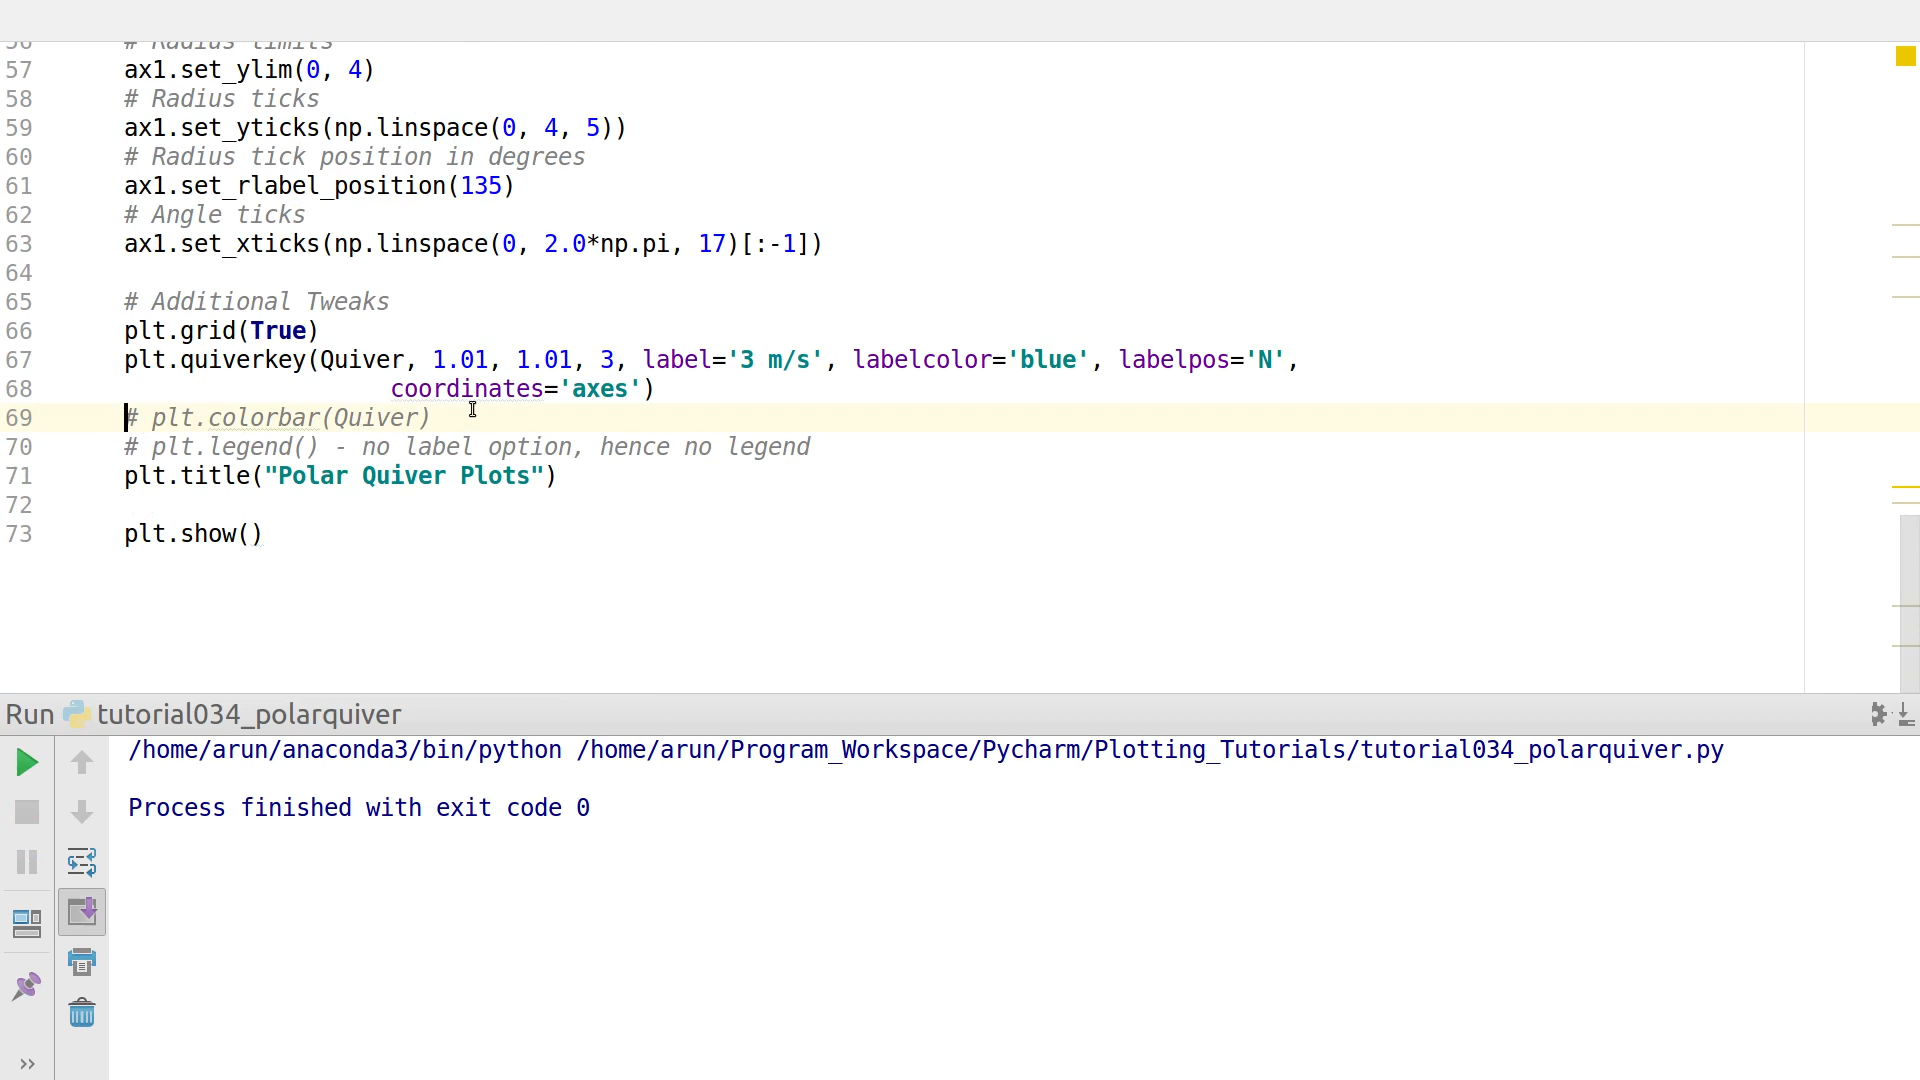 56 # Radius limits
57 ax1.set_ylim(0, 4)
58 # Radius ticks
59 ax1.set_yticks(np.linspace(0, 4, 5))
60 # Radius tick position in degrees
61 ax1.set_rlabel_position(135)
62 # Angle ticks
63 ax1.set_xticks(np.linspace(0, 2.0*np.pi, 17)[:-1])
64
65 # Additional Tweaks
66 plt.grid(True)
67 plt.quiverkey(Quiver, 1.01, 1.01, 3, label='3 m/s', labelcolor='blue', labelpos='N',
68 coordinates='axes')
69 # plt.colorbar(Quiver)
70 # plt.legend() - no label option, hence no legend
71 plt.title("Polar Quiver Plots")
72
73 plt.show()
Run tutorial034_polarquiver
/home/arun/anaconda3/bin/python /home/arun/Program_Workspace/Pycharm/Plotting_Tutorials/tutorial034_polarquiver.py
Process finished with exit code 0